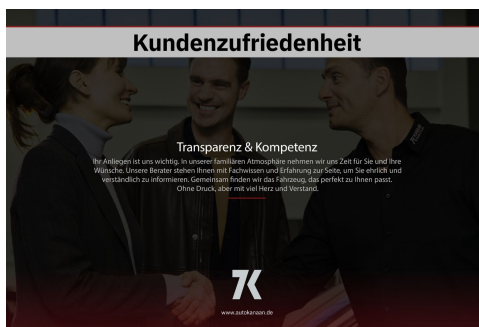 Kundenzufriedenheit
Transparenz & Kompetenz
Ihr Anliegen ist uns wichtig. In unserer familiären Atmosphäre nehmen wir uns Zeit für Sie und Ihre
Wünsche. Unsere Berater stehen Ihnen mit Fachwissen und Erfahrung zur Seite, um Sie ehrlich und
verständlich zu informieren. Gemeinsam finden wir das Fahrzeug, das perfekt zu Ihnen passt.
Ohne Druck, aber mit viel Herz und Verstand.
7K
www.autokanaan.de